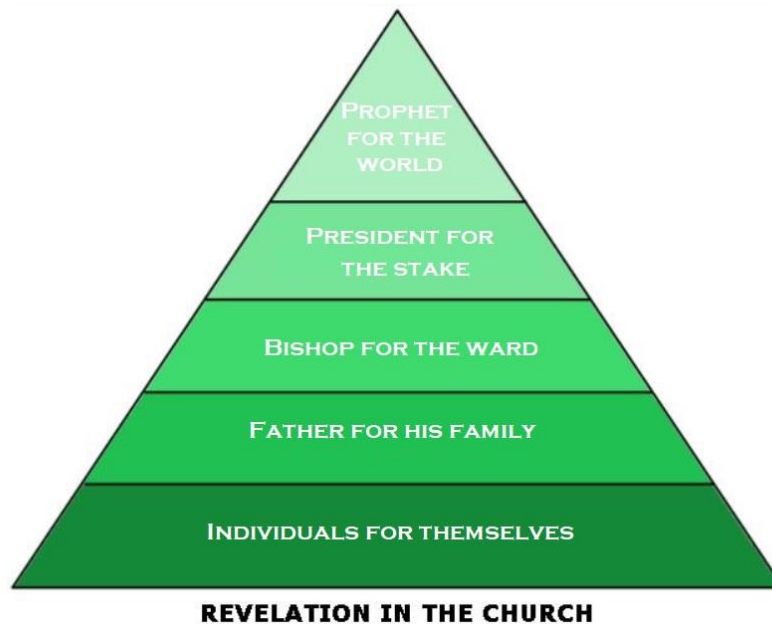 PROPHET
FOR THE
WORLD
PRESIDENT FOR
THE STAKE
BISHOP FOR THE WARD
FATHER FOR HIS FAMILY
INDIVIDUALS FOR THEMSELVES
REVELATION IN THE CHURCH